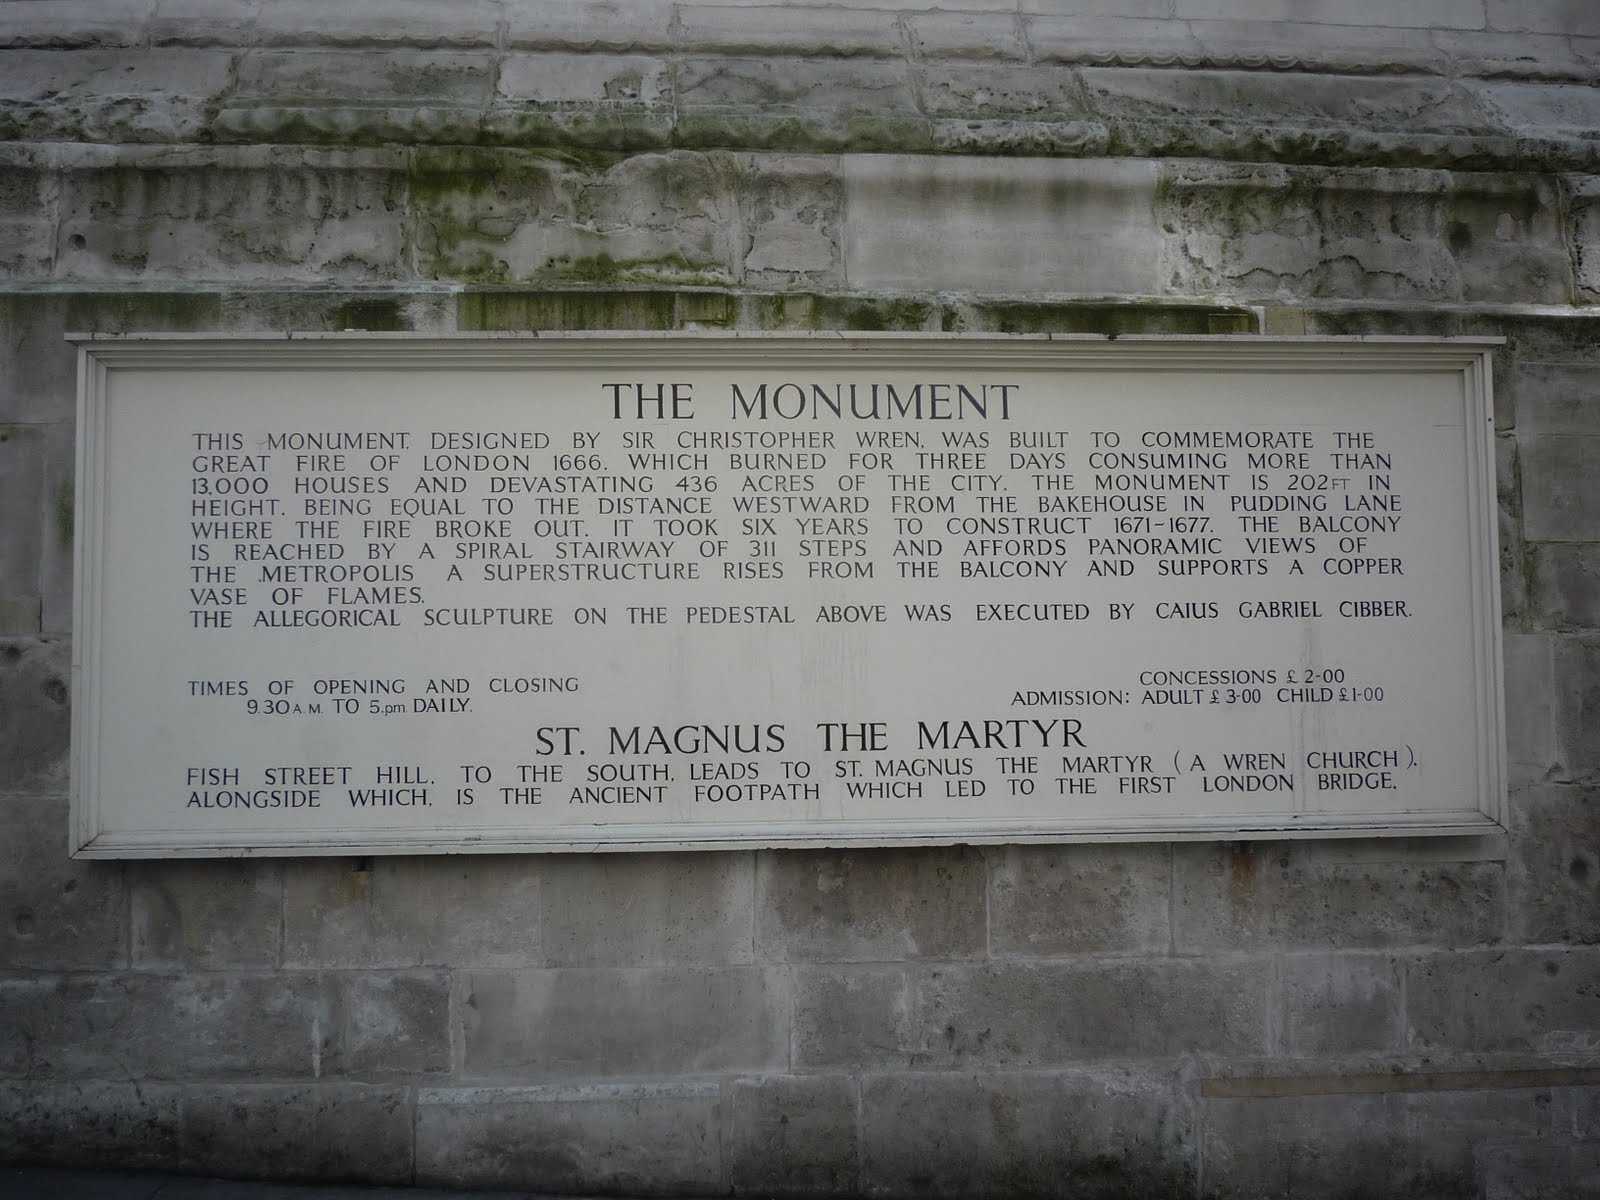 THE MONUMENT
THIS MONUMENT. DESIGNED BY SIR CHRISTOPHER WREN, WAS BUILT TO COMMEMORATE THE
GREAT FIRE OF LONDON 1666. WHICH BURNED FOR THREE DAYS CONSUMING MORE THAN
13,000 HOUSES AND DEVASTATING 436 ACRES OF THE CITY. THE MONUMENT IS 202FT IN
HEIGHT. BEING EQUAL TO THE DISTANCE WESTWARD FROM THE BAKEHOUSE IN PUDDING LANE
WHERE THE FIRE BROKE OUT. IT TOOK SIX YEARS TO CONSTRUCT 1671-1677. THE BALCONY
IS REACHED BY A SPIRAL STAIRWAY OF 311 STEPS AND AFFORDS PANORAMIC VIEWS OF
THE METROPOLIS A SUPERSTRUCTURE RISES FROM THE BALCONY AND SUPPORTS A COPPER
VASE OF FLAMES.
THE ALLEGORICAL SCULPTURE ON THE PEDESTAL ABOVE WAS EXECUTED BY CAIUS GABRIEL CIBBER.
TIMES OF OPENING AND CLOSING
9.30 A.M. TO 5.pm. DAILY.
CONCESSIONS £ 2-00
ADMISSION: ADULT £ 3-00 CHILD £1-00
ST. MAGNUS THE MARTYR
FISH STREET HILL, TO THE SOUTH, LEADS TO ST. MAGNUS THE MARTYR (A WREN CHURCH).
ALONGSIDE WHICH, IS THE ANCIENT FOOTPATH WHICH LED TO THE FIRST LONDON BRIDGE.